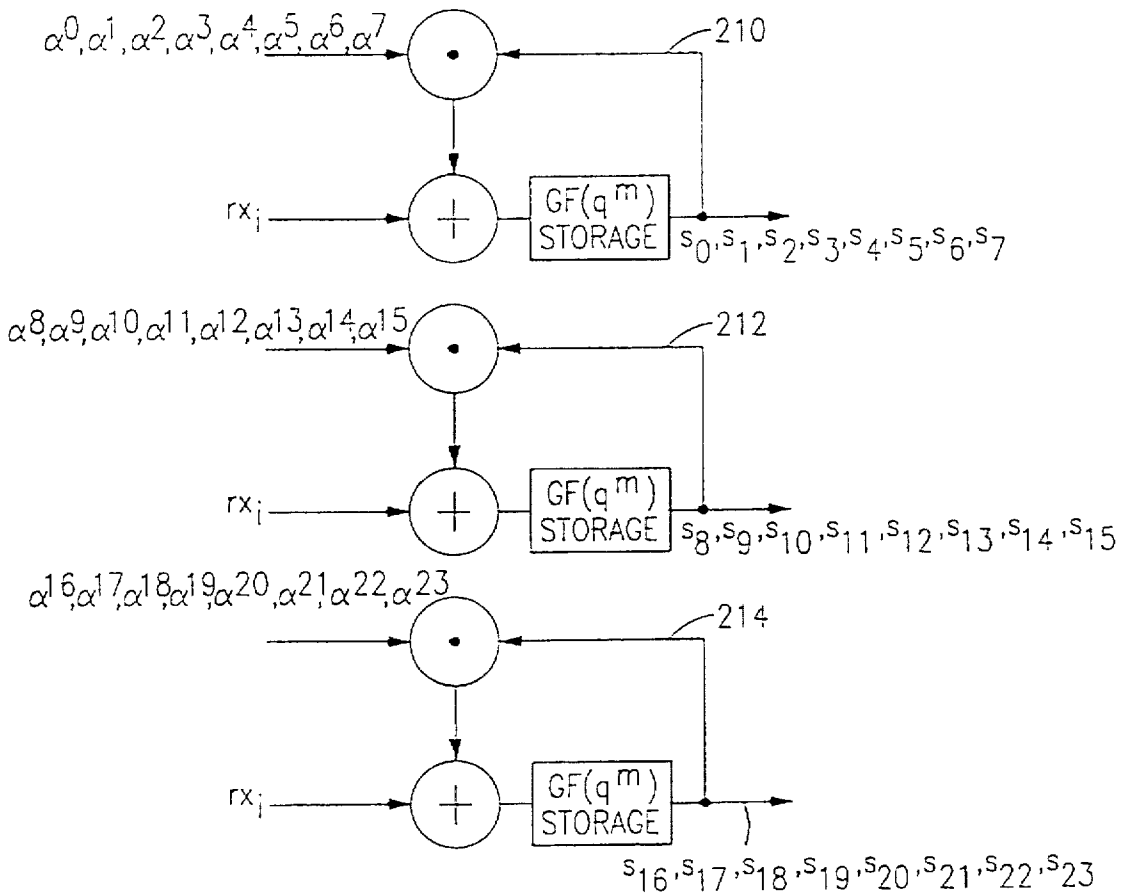 α⁰,α¹,α²,α³,α⁴,α⁵,α⁶,α⁷
210
rxᵢ
GF(qᵐ)
STORAGE
s₀,s₁,s₂,s₃,s₄,s₅,s₆,s₇
α⁸,α⁹,α¹⁰,α¹¹,α¹²,α¹³,α¹⁴,α¹⁵
212
rxᵢ
GF(qᵐ)
STORAGE
s₈,s₉,s₁₀,s₁₁,s₁₂,s₁₃,s₁₄,s₁₅
α¹⁶,α¹⁷,α¹⁸,α¹⁹,α²⁰,α²¹,α²²,α²³
214
rxᵢ
GF(qᵐ)
STORAGE
s₁₆,s₁₇,s₁₈,s₁₉,s₂₀,s₂₁,s₂₂,s₂₃